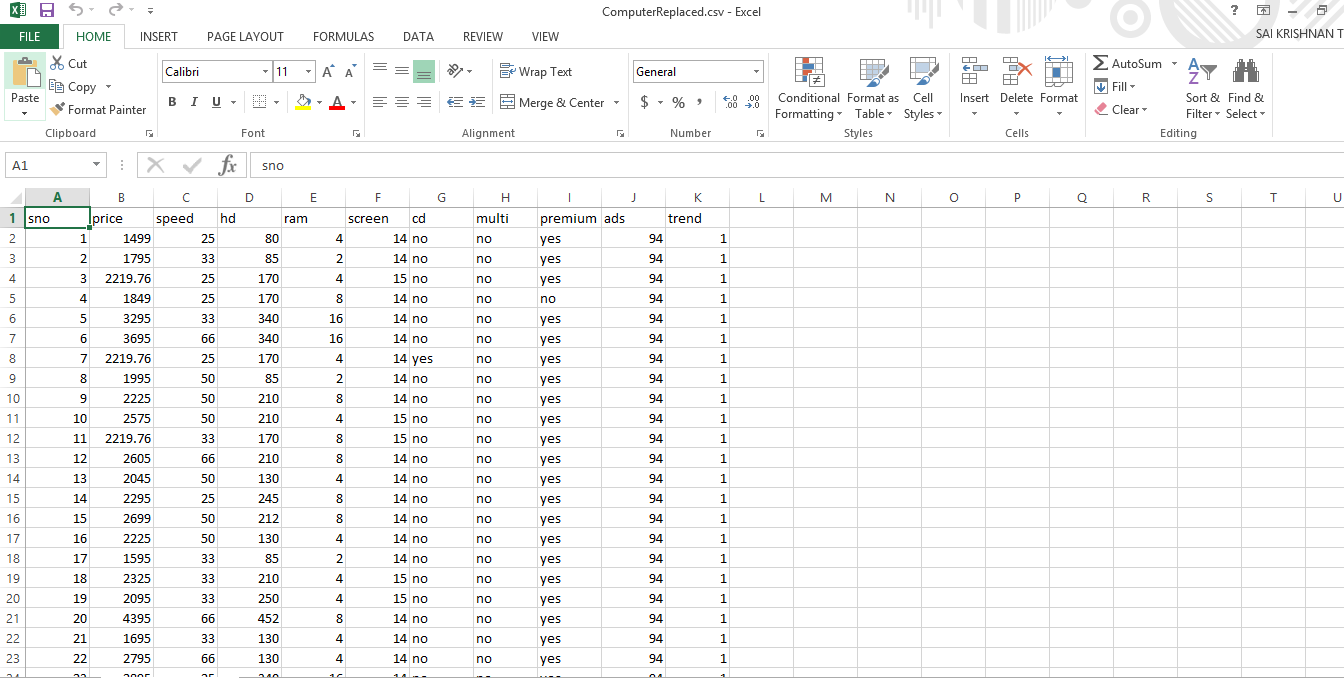 ComputerReplaced.csv - Excel
?
FILE HOME INSERT PAGE LAYOUT FORMULAS DATA REVIEW VIEW SAI KRISHNAN T
Paste Cut Copy Format Painter
Calibri 11 A A
B I U A
Wrap Text
Merge & Center
General
$ % , .00 .0
Conditional Formatting Format as Table Cell Styles
Insert Delete Format
AutoSum Fill Clear
Sort & Filter Find & Select
Clipboard Font Alignment Number Styles Cells Editing
A1 fx sno
A B C D E F G H I J K L M N O P Q R S T U
1 sno price speed hd ram screen cd multi premium ads trend
2 1 1499 25 80 4 14 no no yes 94 1
3 2 1795 33 85 2 14 no no yes 94 1
4 3 2219.76 25 170 4 15 no no yes 94 1
5 4 1849 25 170 8 14 no no no 94 1
6 5 3295 33 340 16 14 no no yes 94 1
7 6 3695 66 340 16 14 no no yes 94 1
8 7 2219.76 25 170 4 14 yes no yes 94 1
9 8 1995 50 85 2 14 no no yes 94 1
10 9 2225 50 210 8 14 no no yes 94 1
11 10 2575 50 210 4 15 no no yes 94 1
12 11 2219.76 33 170 8 15 no no yes 94 1
13 12 2605 66 210 8 14 no no yes 94 1
14 13 2045 50 130 4 14 no no yes 94 1
15 14 2295 25 245 8 14 no no yes 94 1
16 15 2699 50 212 8 14 no no yes 94 1
17 16 2225 50 130 4 14 no no yes 94 1
18 17 1595 33 85 2 14 no no yes 94 1
19 18 2325 33 210 4 15 no no yes 94 1
20 19 2095 33 250 4 15 no no yes 94 1
21 20 4395 66 452 8 14 no no yes 94 1
22 21 1695 33 130 4 14 no no yes 94 1
23 22 2795 66 130 4 14 no no yes 94 1